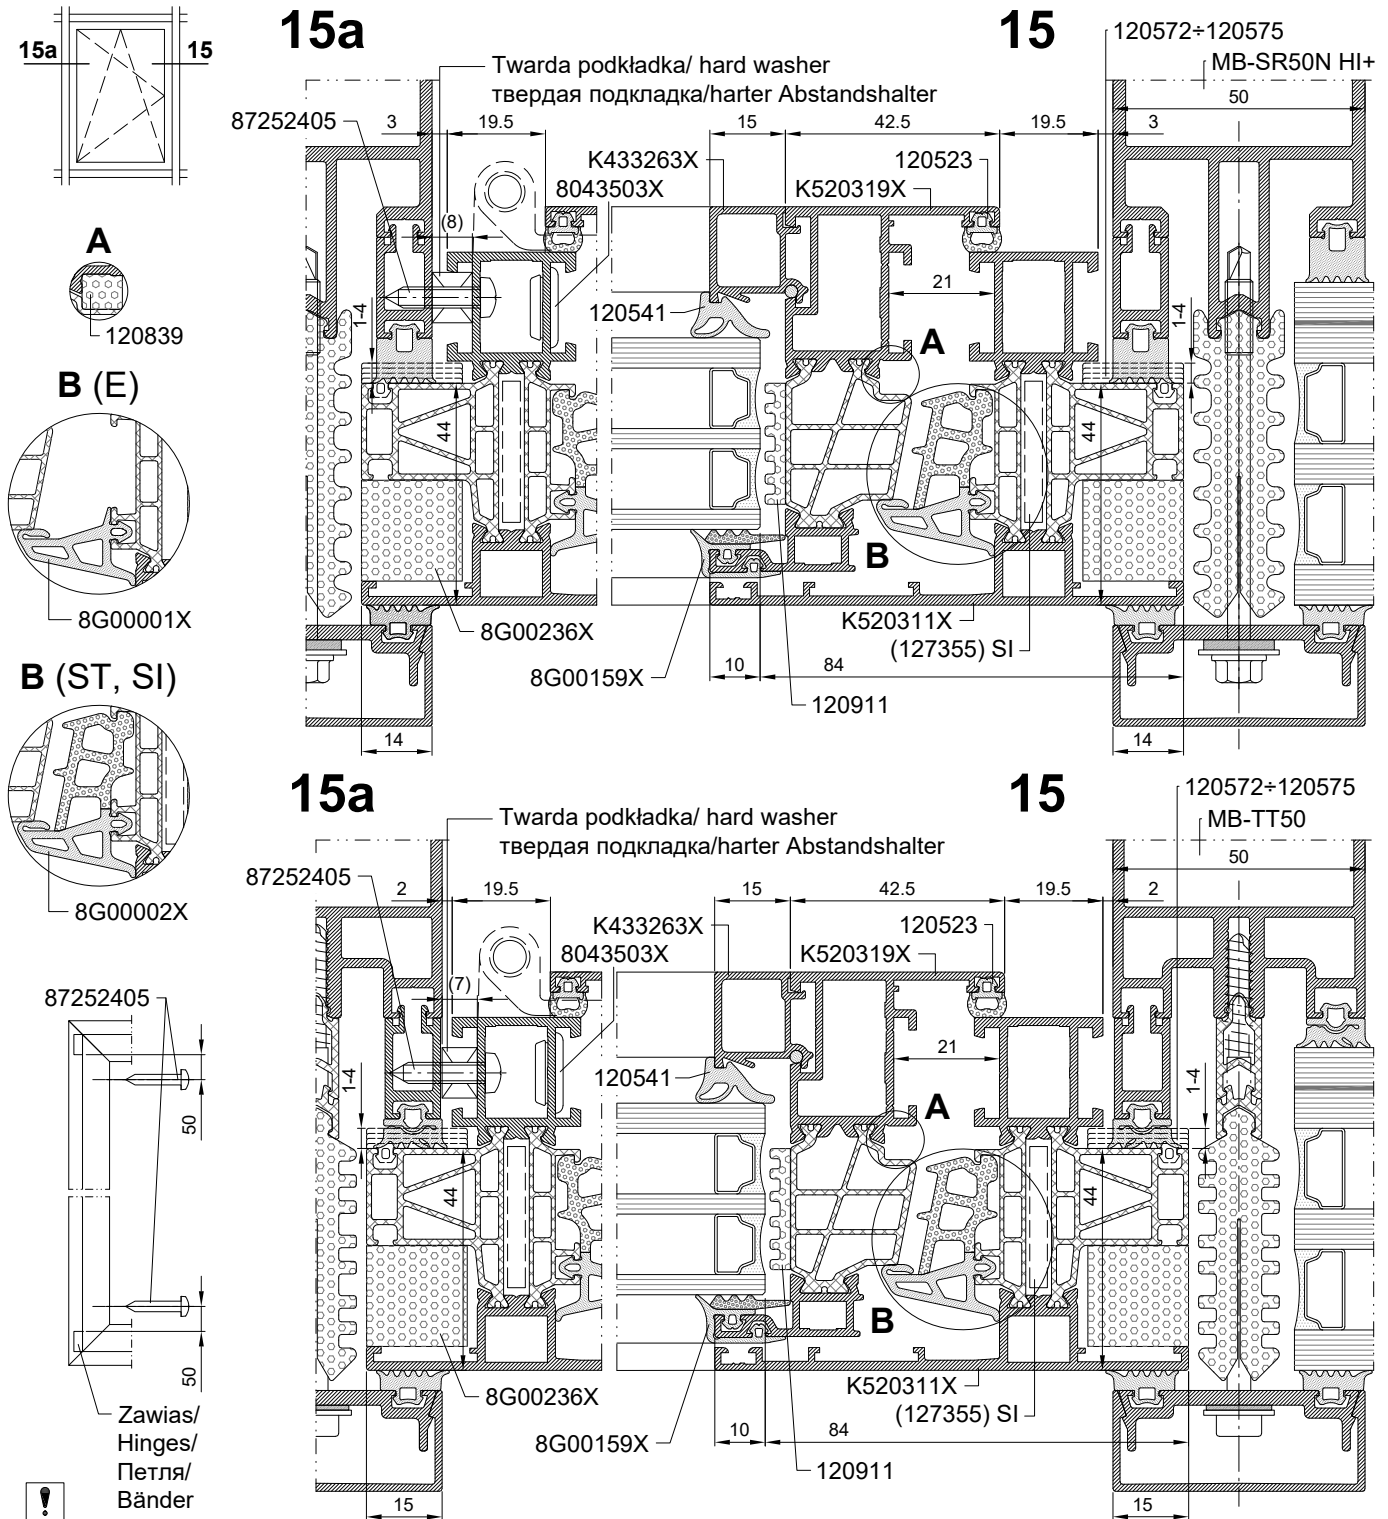 15a
15
A
120839
B (E)
8G00001X
B (ST, SI)
8G00002X
87252405
50
50
Zawias/
Hinges/
Петля/
Bänder
!
15a
15
120572÷120575
MB-SR50N HI+
Twarda podkładka/ hard washer
твердая подкладка/harter Abstandshalter
50
87252405
3
19.5
15
42.5
19.5
3
K433263X
120523
8043503X
K520319X
(8)
21
1-4
1-4
120541
A
44
44
B
8G00236X
K520311X
(127355) SI
8G00159X
10
84
120911
14
14
15a
15
120572÷120575
MB-TT50
Twarda podkładka/ hard washer
твердая подкладка/harter Abstandshalter
50
87252405
2
19.5
15
42.5
19.5
2
K433263X
120523
8043503X
K520319X
(7)
21
1-4
1-4
120541
A
44
44
B
8G00236X
K520311X
(127355) SI
8G00159X
10
84
120911
15
15